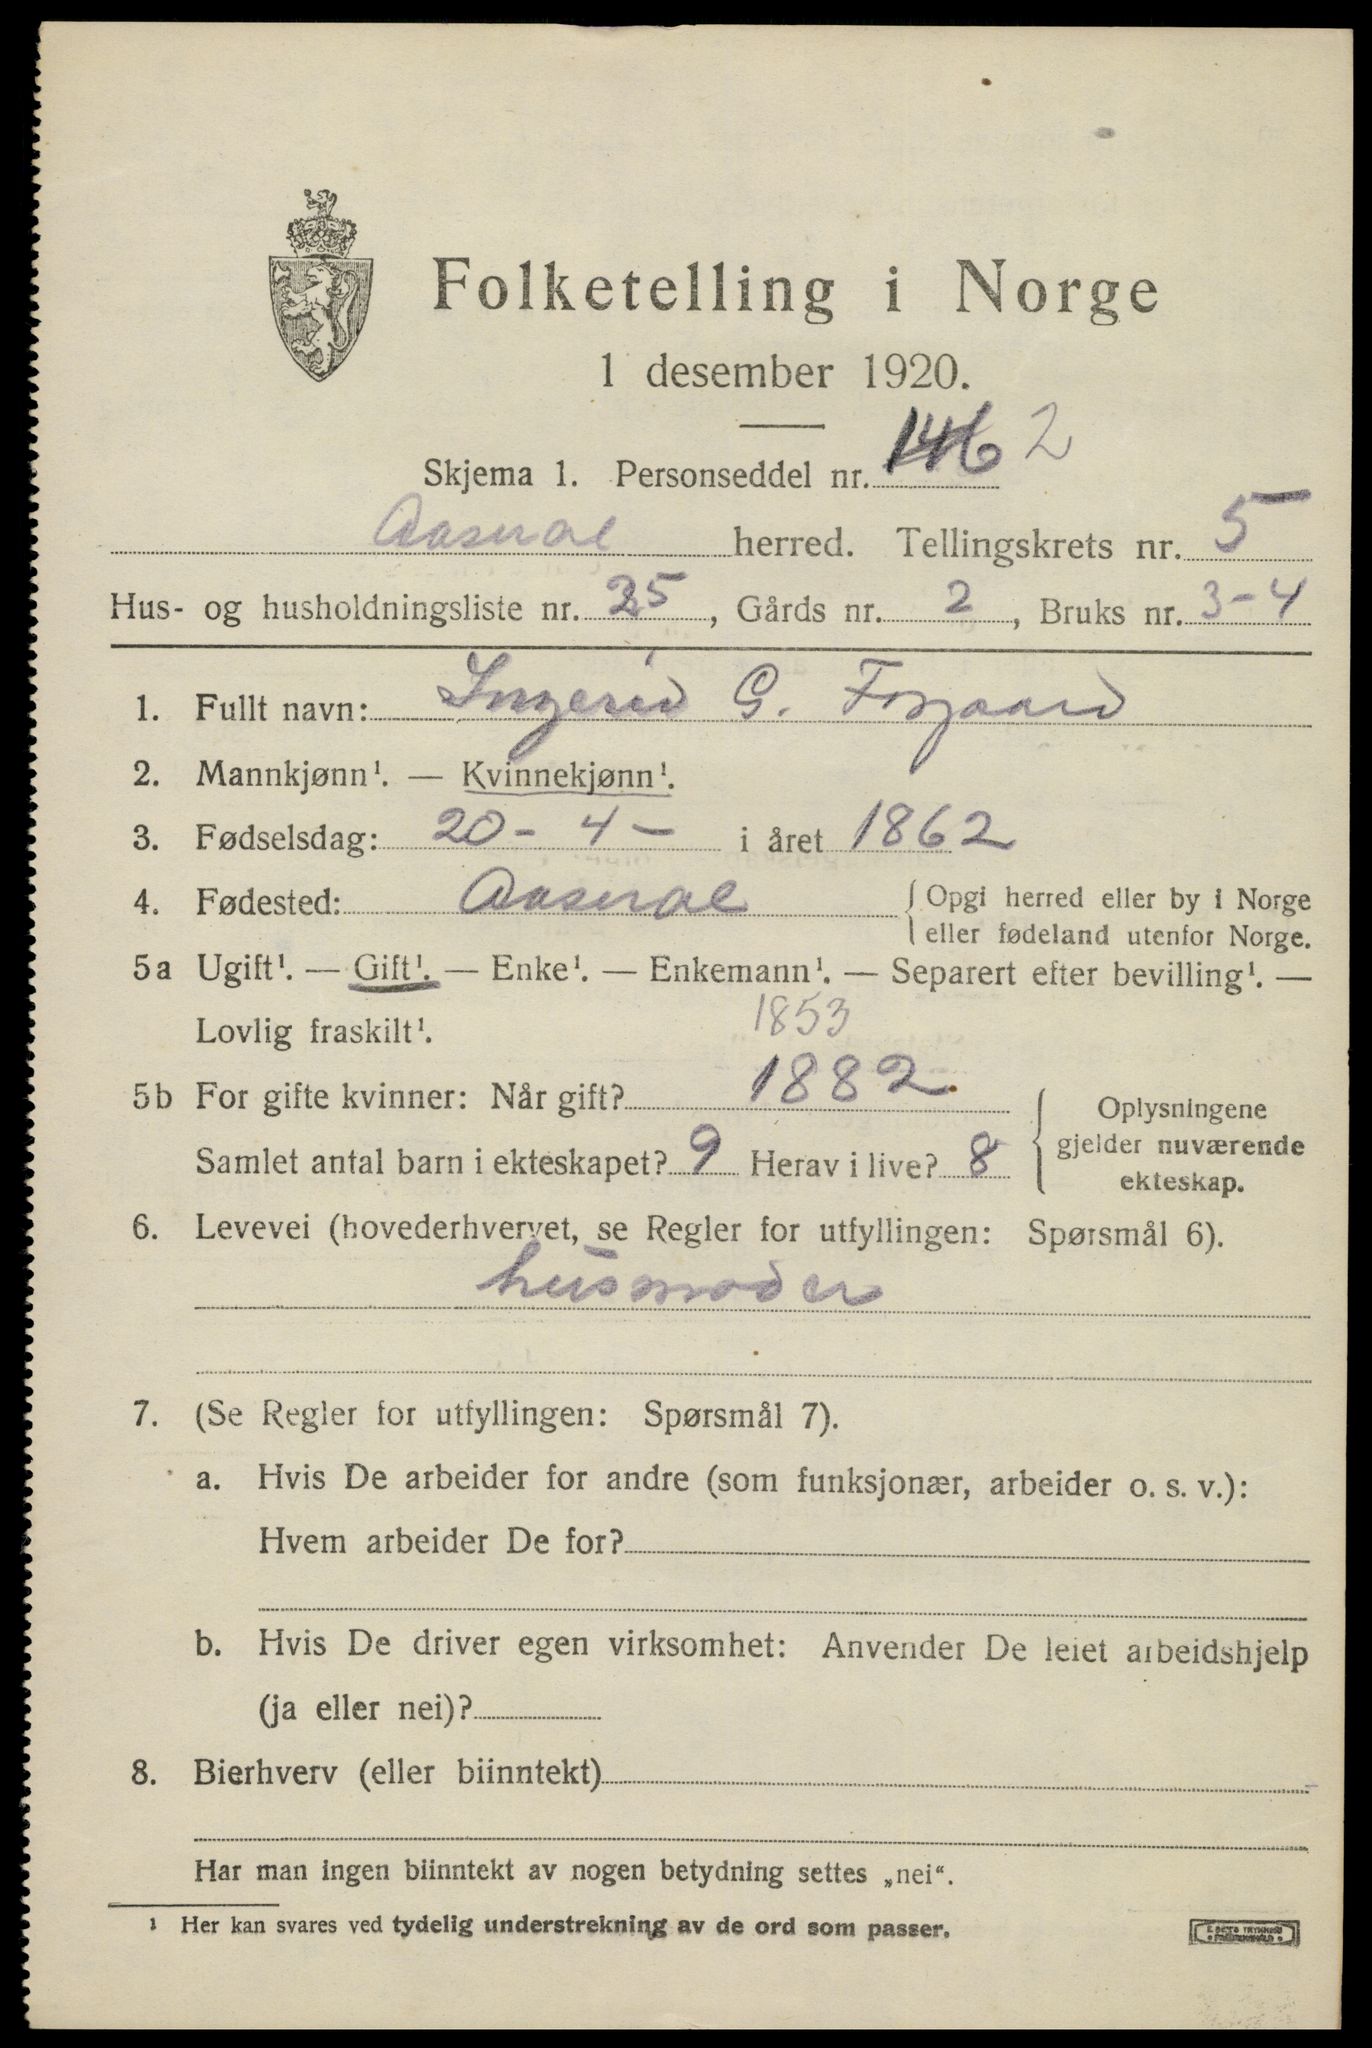 Folketelling i Norge
1 desember 1920.
Skjema 1. Personseddel nr. 146 2
Aaseral herred. Tellingskrets nr. 5
Hus- og husholdningsliste nr. 25, Gårds nr. 2, Bruks nr. 3-4
1. Fullt navn: Ingerid G. Fosgaard
2. Mannkjønn¹. — Kvinnekjønn¹.
3. Fødselsdag: 20 - 4 - i året 1862
4. Fødested: Aaseral { Opgi herred eller by i Norge
eller fødeland utenfor Norge.
5a Ugift¹. — Gift¹. — Enke¹. — Enkemann¹. — Separert efter bevilling¹. —
Lovlig fraskilt¹. 1853
5b For gifte kvinner: Når gift? 1882
Samlet antal barn i ekteskapet? 9 Herav i live? 8
Oplysningene
gjelder nuværende
ekteskap.
6. Levevei (hovederhvervet, se Regler for utfyllingen: Spørsmål 6).
husmoder
7. (Se Regler for utfyllingen: Spørsmål 7).
a. Hvis De arbeider for andre (som funksjonær, arbeider o. s. v.):
Hvem arbeider De for?
b. Hvis De driver egen virksomhet: Anvender De leiet arbeidshjelp
(ja eller nei)?
8. Bierhverv (eller biinntekt)
Har man ingen biinntekt av nogen betydning settes „nei“.
¹ Her kan svares ved tydelig understrekning av de ord som passer.